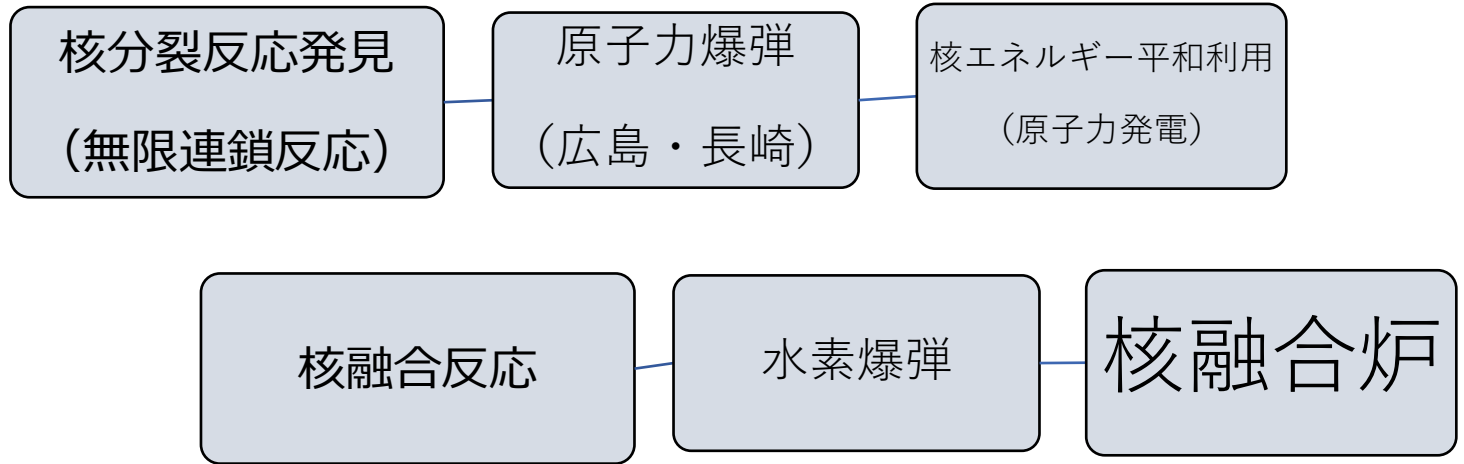 核分裂反応発見
（無限連鎖反応）
原子力爆弾
（広島・長崎）
核エネルギー平和利用
（原子力発電）
核融合反応
水素爆弾
核融合炉